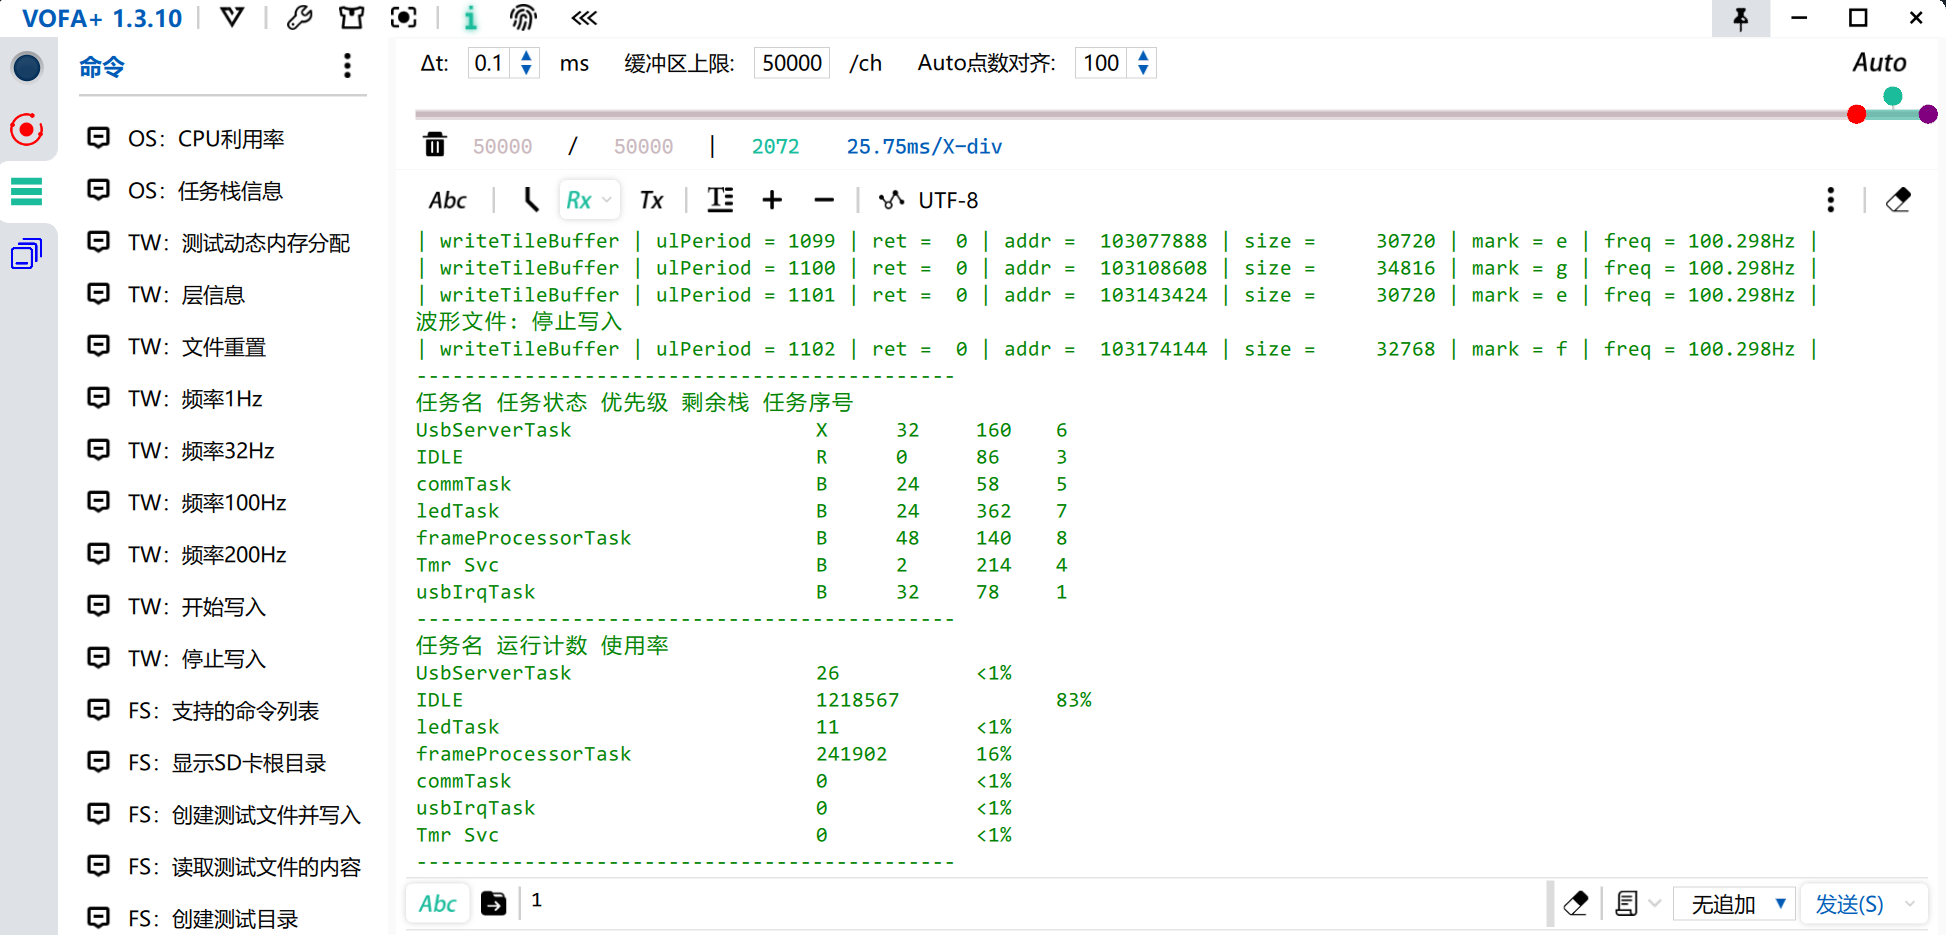 VOFA+ 1.3.10
命令
Δt: 0.1 ms 缓冲区上限: 50000 /ch Auto点数对齐: 100 Auto
50000 / 50000 | 2072 25.75ms/X-div
Abc Rx Tx UTF-8
OS: CPU利用率
OS: 任务栈信息
TW: 测试动态内存分配
TW: 层信息
TW: 文件重置
TW: 频率1Hz
TW: 频率32Hz
TW: 频率100Hz
TW: 频率200Hz
TW: 开始写入
TW: 停止写入
FS: 支持的命令列表
FS: 显示SD卡根目录
FS: 创建测试文件并写入
FS: 读取测试文件的内容
FS: 创建测试目录
| writeTileBuffer | ulPeriod = 1099 | ret = 0 | addr = 103077888 | size = 30720 | mark = e | freq = 100.298Hz |
| writeTileBuffer | ulPeriod = 1100 | ret = 0 | addr = 103108608 | size = 34816 | mark = g | freq = 100.298Hz |
| writeTileBuffer | ulPeriod = 1101 | ret = 0 | addr = 103143424 | size = 30720 | mark = e | freq = 100.298Hz |
波形文件: 停止写入
| writeTileBuffer | ulPeriod = 1102 | ret = 0 | addr = 103174144 | size = 32768 | mark = f | freq = 100.298Hz |
---------------------------------------------
任务名 任务状态 优先级 剩余栈 任务序号
UsbServerTask X 32 160 6
IDLE R 0 86 3
commTask B 24 58 5
ledTask B 24 362 7
frameProcessorTask B 48 140 8
Tmr Svc B 2 214 4
usbIrqTask B 32 78 1
---------------------------------------------
任务名 运行计数 使用率
UsbServerTask 26 <1%
IDLE 1218567 83%
ledTask 11 <1%
frameProcessorTask 241902 16%
commTask 0 <1%
usbIrqTask 0 <1%
Tmr Svc 0 <1%
---------------------------------------------
Abc 1 无追加 发送(S)